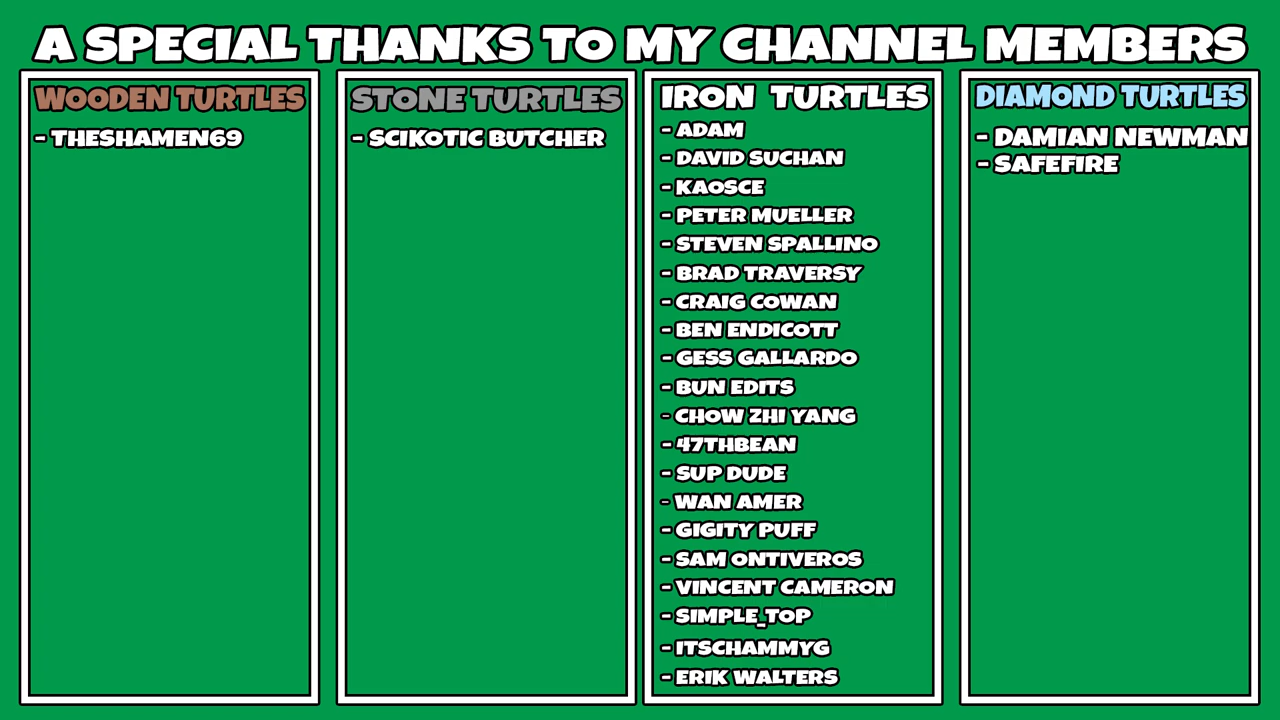 A SPECIAL THANKS TO MY CHANNEL MEMBERS
WOODEN TURTLES
- THESHAMEN69
STONE TURTLES
- SCIKOTIC BUTCHER
IRON TURTLES
- ADAM
- DAVID SUCHAN
- KAOSCE
- PETER MUELLER
- STEVEN SPALLINO
- BRAD TRAVERSY
- CRAIG COWAN
- BEN ENDICOTT
- GESS GALLARDO
- BUN EDITS
- CHOW ZHI YANG
- 47THBEAN
- SUP DUDE
- WAN AMER
- GIGITY PUFF
- SAM ONTIVEROS
- VINCENT CAMERON
- SIMPLE_TOP
- ITSCHAMMYG
- ERIK WALTERS
DIAMOND TURTLES
- DAMIAN NEWMAN
- SAFEFIRE